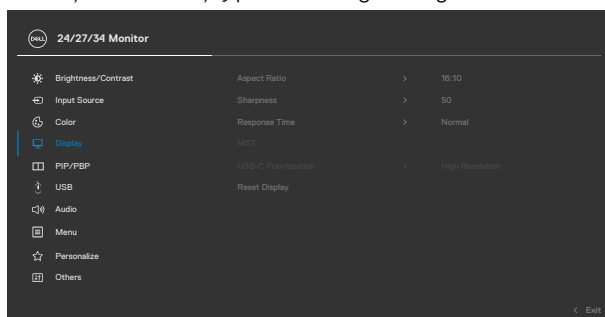 DELL
24/27/34 Monitor
Brightness/Contrast
Aspect Ratio > 16:10
Input Source
Sharpness > 50
Color
Response Time > Normal
Display
MST
PIP/PBP
USB-C Prioritization > High Resolution
USB
Reset Display
Audio
Menu
Personalize
Others
< Exit